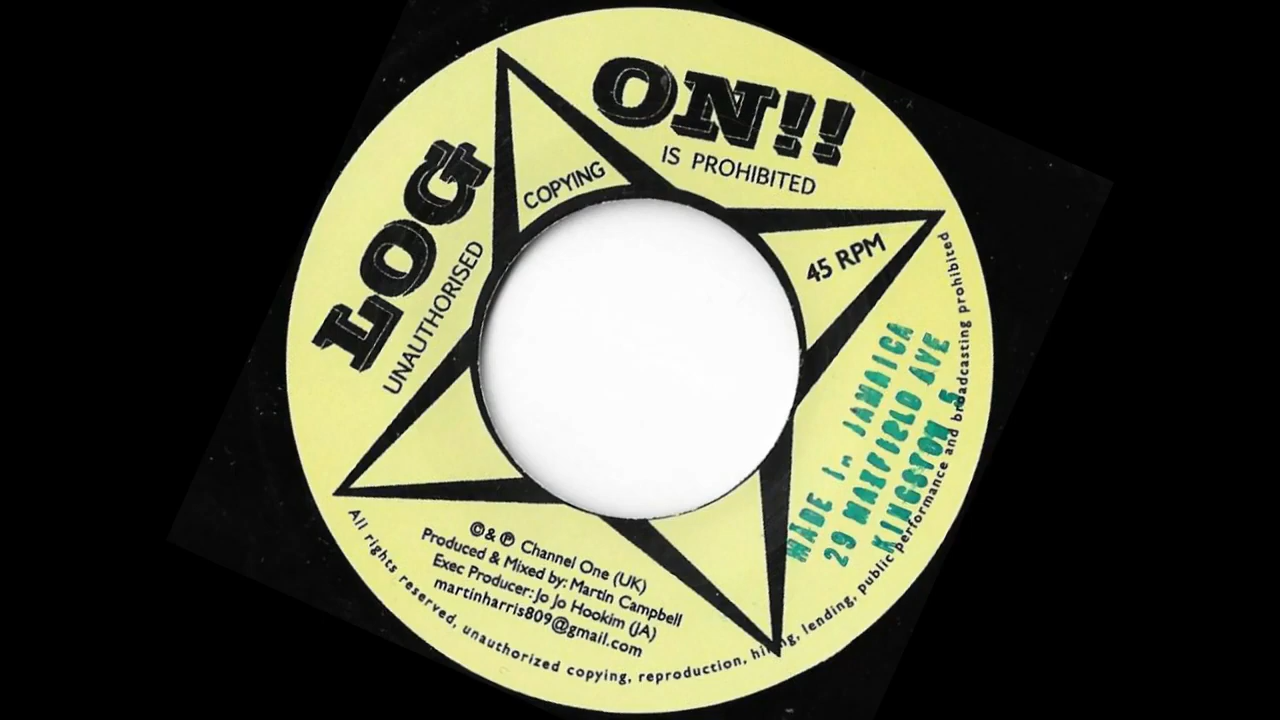 LOG ON!!
UNAUTHORISED COPYING IS PROHIBITED
45 RPM
MADE In JAMAICA
29 MAXFIELD AVE
KINGSTON 5
©& ℗ Channel One (UK)
Produced & Mixed by: Martin Campbell
Exec Producer: Jo Jo Hookim (JA)
martinharris809@gmail.com
All rights reserved, unauthorized copying, reproduction, hiring, lending, public performance and broadcasting prohibited